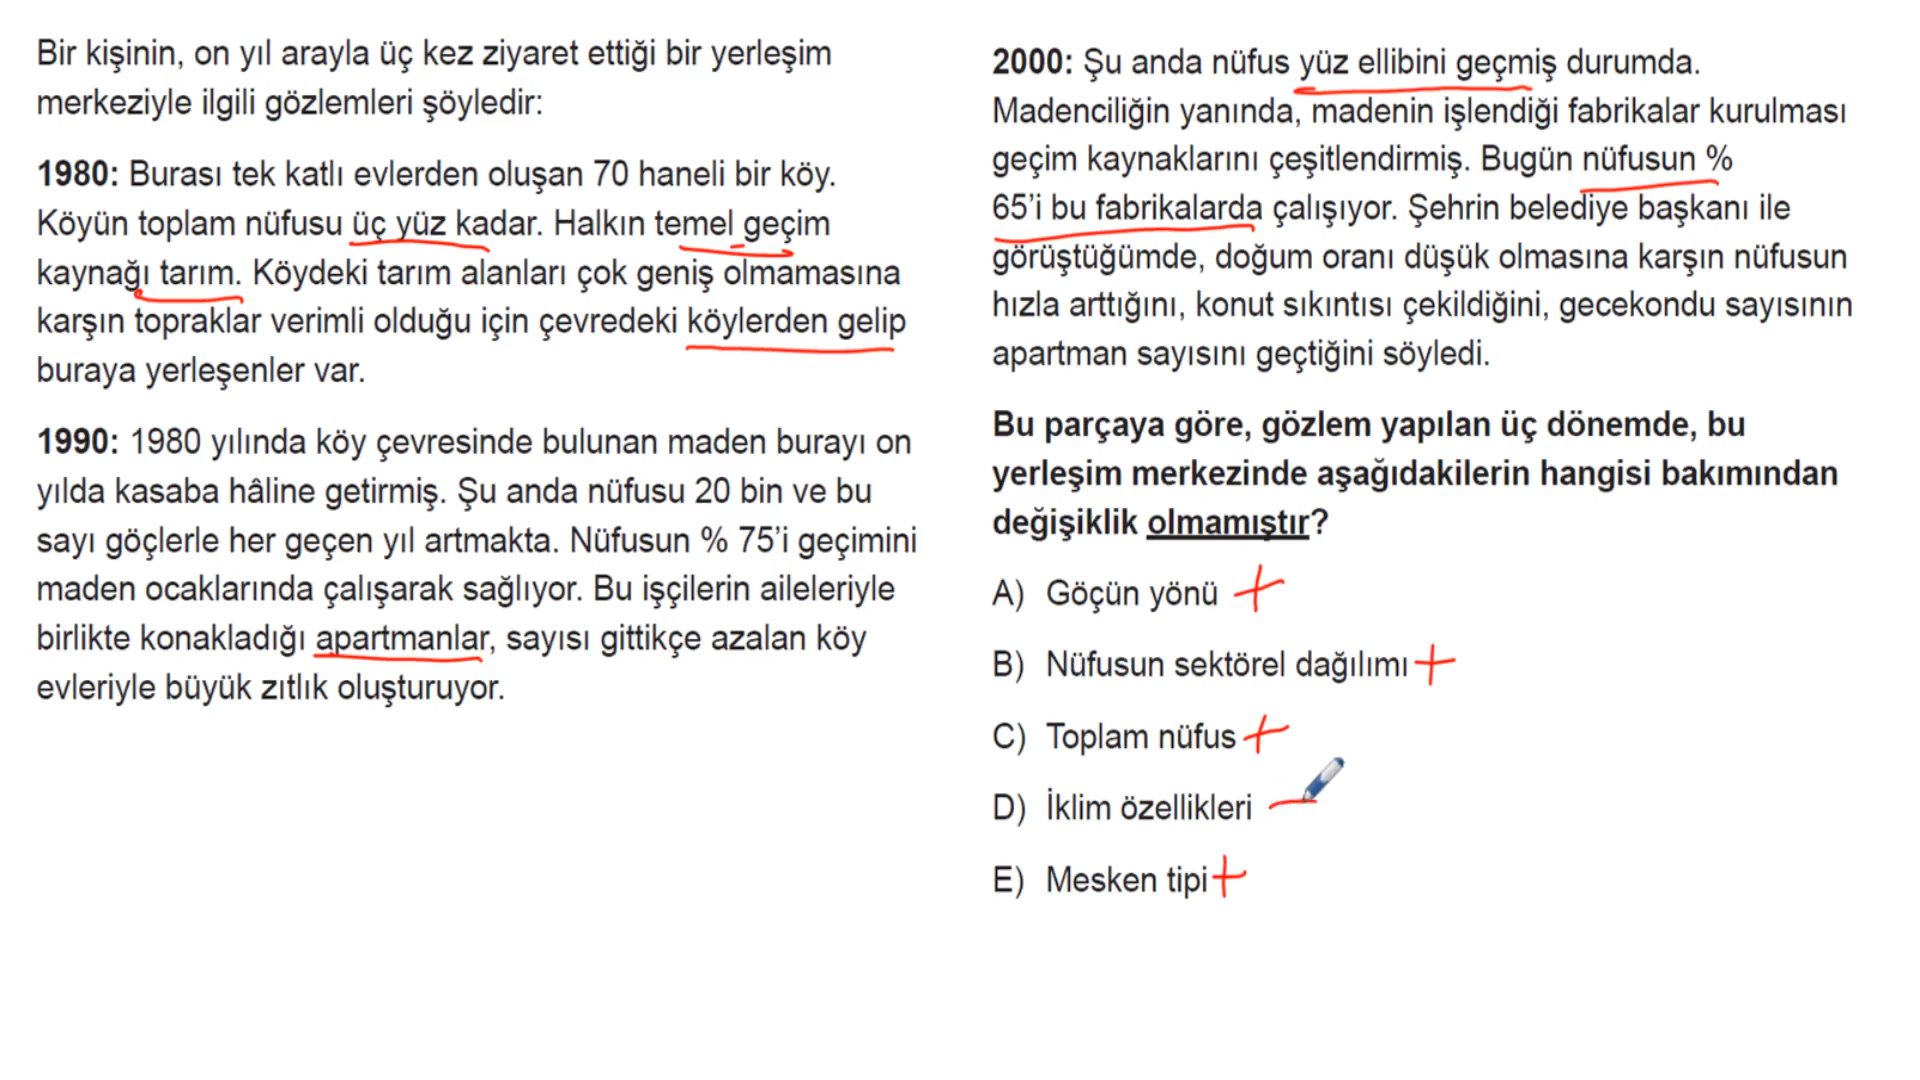 Bir kişinin, on yıl arayla üç kez ziyaret ettiği bir yerleşim
merkeziyle ilgili gözlemleri şöyledir:
1980: Burası tek katlı evlerden oluşan 70 haneli bir köy.
Köyün toplam nüfusu üç yüz kadar. Halkın temel geçim
kaynağı tarım. Köydeki tarım alanları çok geniş olmamasına
karşın topraklar verimli olduğu için çevredeki köylerden gelip
buraya yerleşenler var.
1990: 1980 yılında köy çevresinde bulunan maden burayı on
yılda kasaba hâline getirmiş. Şu anda nüfusu 20 bin ve bu
sayı göçlerle her geçen yıl artmakta. Nüfusun % 75’i geçimini
maden ocaklarında çalışarak sağlıyor. Bu işçilerin aileleriyle
birlikte konakladığı apartmanlar, sayısı gittikçe azalan köy
evleriyle büyük zıtlık oluşturuyor.
2000: Şu anda nüfus yüz ellibini geçmiş durumda.
Madenciliğin yanında, madenin işlendiği fabrikalar kurulması
geçim kaynaklarını çeşitlendirmiş. Bugün nüfusun %
65’i bu fabrikalarda çalışıyor. Şehrin belediye başkanı ile
görüştüğümde, doğum oranı düşük olmasına karşın nüfusun
hızla arttığını, konut sıkıntısı çekildiğini, gecekondu sayısının
apartman sayısını geçtiğini söyledi.
Bu parçaya göre, gözlem yapılan üç dönemde, bu
yerleşim merkezinde aşağıdakilerin hangisi bakımından
değişiklik olmamıştır?
A) Göçün yönü +
B) Nüfusun sektörel dağılımı +
C) Toplam nüfus +
D) İklim özellikleri —
E) Mesken tipi +